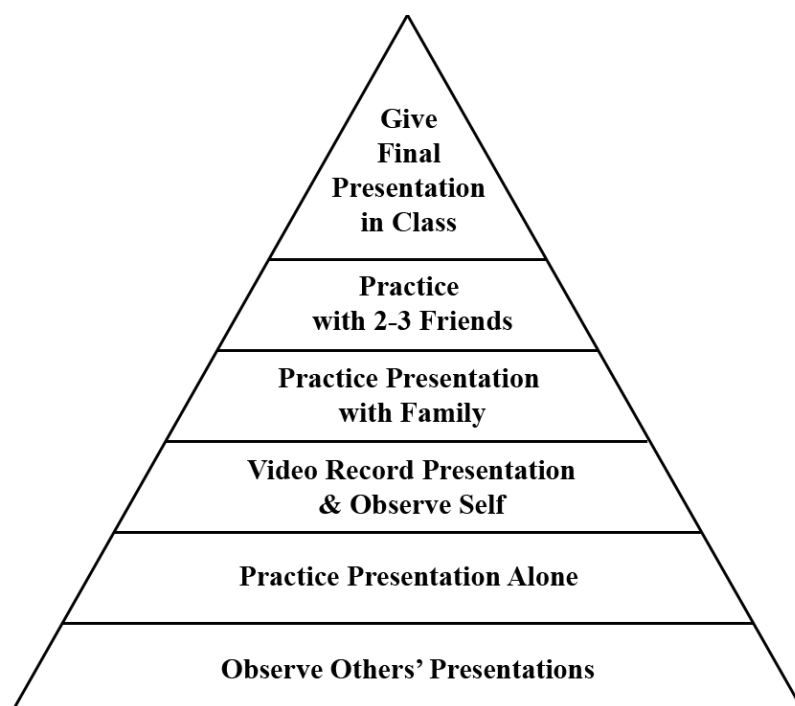 Give
Final
Presentation
in Class
Practice
with 2-3 Friends
Practice Presentation
with Family
Video Record Presentation
& Observe Self
Practice Presentation Alone
Observe Others’ Presentations